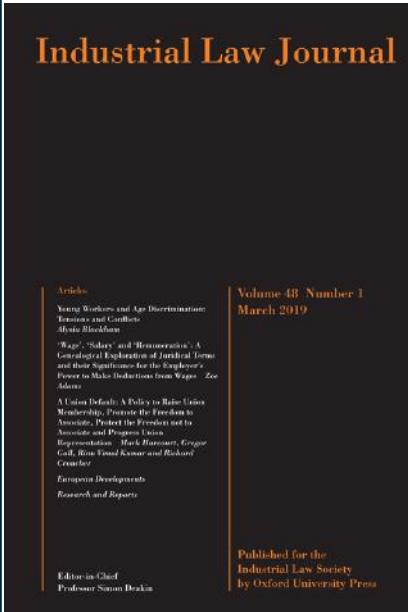 Industrial Law Journal
Articles
Young Workers and Age Discrimination:
Tensions and Conflicts
Alysia Blackham
‘Wage’, ‘Salary’ and ‘Remuneration’: A
Genealogical Exploration of Juridical Terms
and their Significance for the Employer’s
Power to Make Deductions from Wages Zoe
Adams
A Union Default: A Policy to Raise Union
Membership, Promote the Freedom to
Associate, Protect the Freedom not to
Associate and Progress Union
Representation Mark Harcourt, Gregor
Gall, Rinu Vimal Kumar and Richard
Croucher
European Developments
Research and Reports
Editor-in-Chief
Professor Simon Deakin
Volume 48 Number 1
March 2019
Published for the
Industrial Law Society
by Oxford University Press